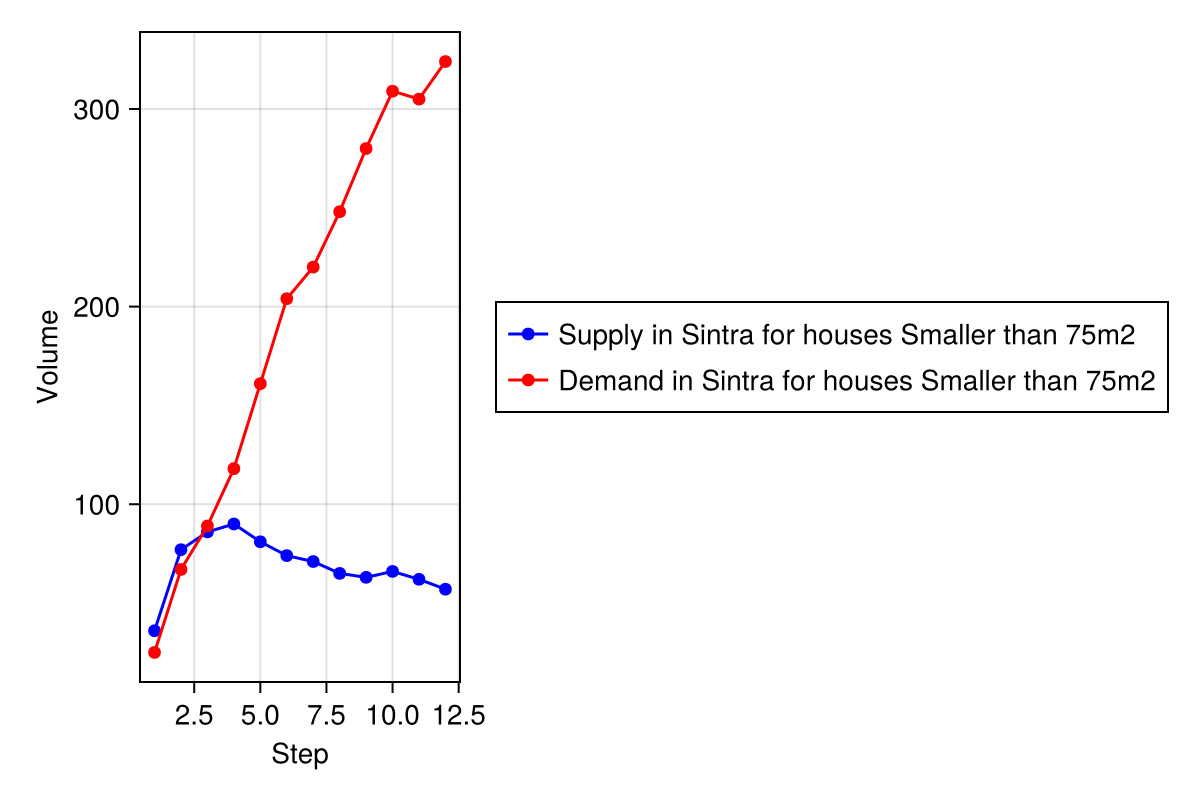 Volume
300
200
100
2.5 5.0 7.5 10.0 12.5
Step
Supply in Sintra for houses Smaller than 75m2
Demand in Sintra for houses Smaller than 75m2